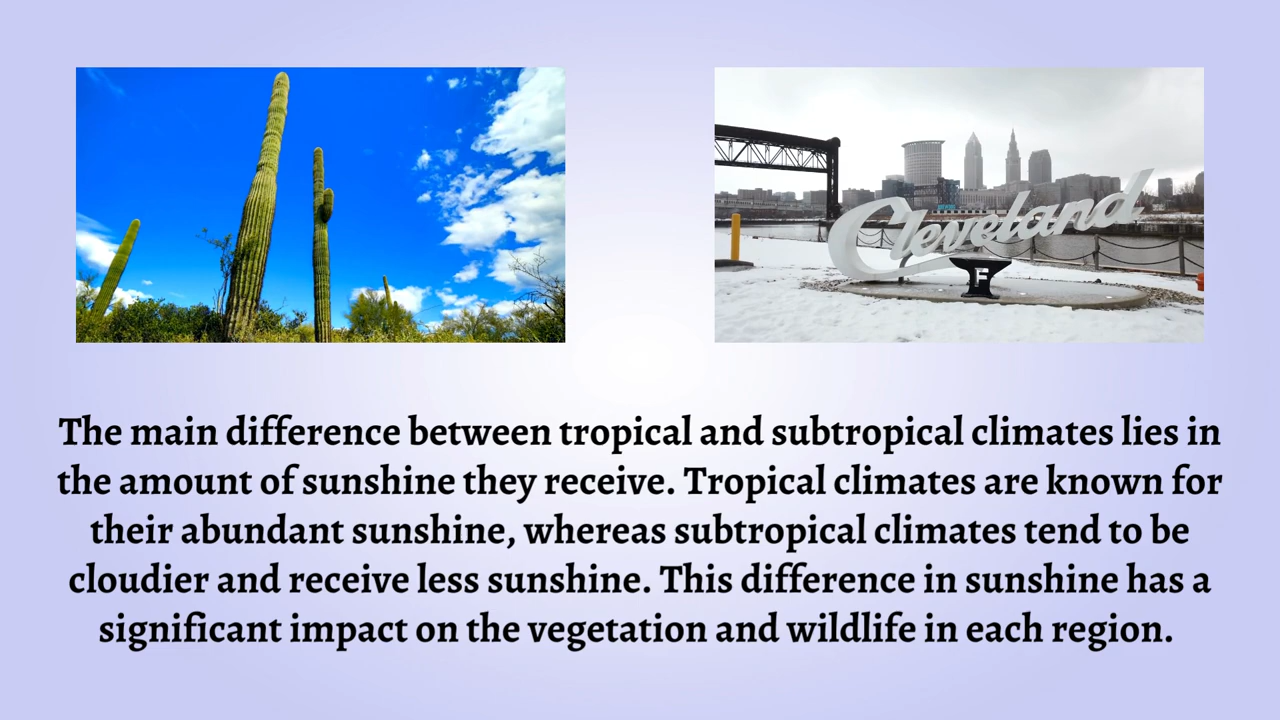 Cleveland
F
The main difference between tropical and subtropical climates lies in
the amount of sunshine they receive. Tropical climates are known for
their abundant sunshine, whereas subtropical climates tend to be
cloudier and receive less sunshine. This difference in sunshine has a
significant impact on the vegetation and wildlife in each region.